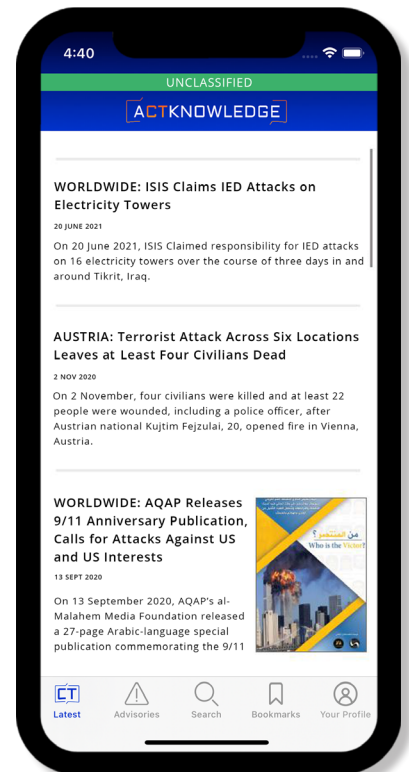 4:40
UNCLASSIFIED
ACTKNOWLEDGE
WORLDWIDE: ISIS Claims IED Attacks on
Electricity Towers
20 JUNE 2021
On 20 June 2021, ISIS Claimed responsibility for IED attacks
on 16 electricity towers over the course of three days in and
around Tikrit, Iraq.
AUSTRIA: Terrorist Attack Across Six Locations
Leaves at Least Four Civilians Dead
2 NOV 2020
On 2 November, four civilians were killed and at least 22
people were wounded, including a police officer, after
Austrian national Kujtim Fejzulai, 20, opened fire in Vienna,
Austria.
WORLDWIDE: AQAP Releases
9/11 Anniversary Publication,
Calls for Attacks Against US
and US Interests
13 SEPT 2020
On 13 September 2020, AQAP’s al-
Malahem Media Foundation released
a 27-page Arabic-language special
publication commemorating the 9/11
من المنتصر؟
Who is the Victor?
CT
Latest
Advisories
Search
Bookmarks
Your Profile